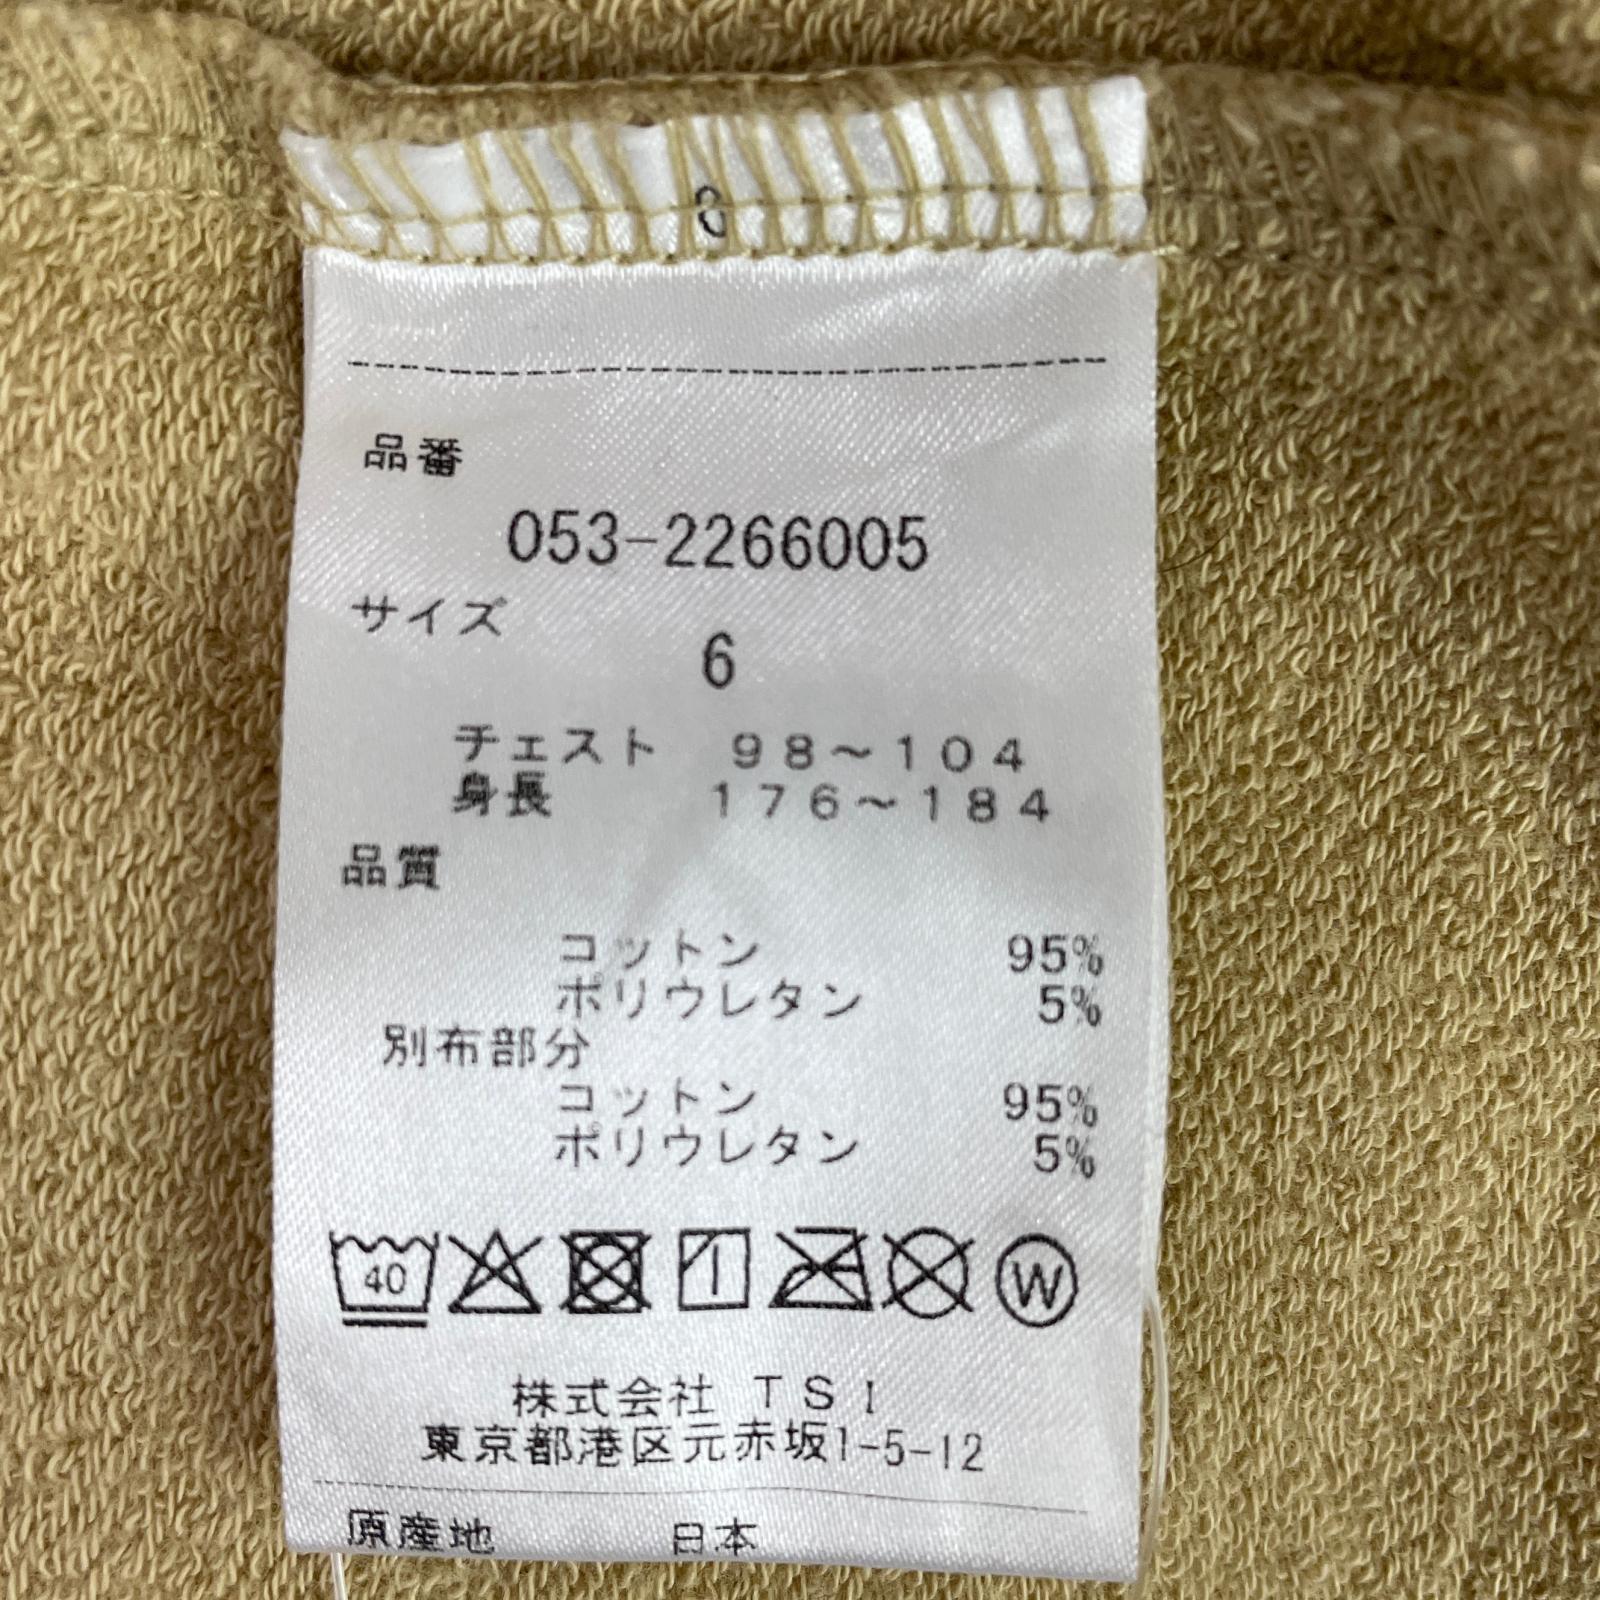 品番
053-2266005
サイズ
6
チェスト 98～104
身長 176～184
品質
コットン 95%
ポリウレタン 5%
別布部分
コットン 95%
ポリウレタン 5%
40 W
株式会社 TSI
東京都港区元赤坂1-5-12
原産地 日本